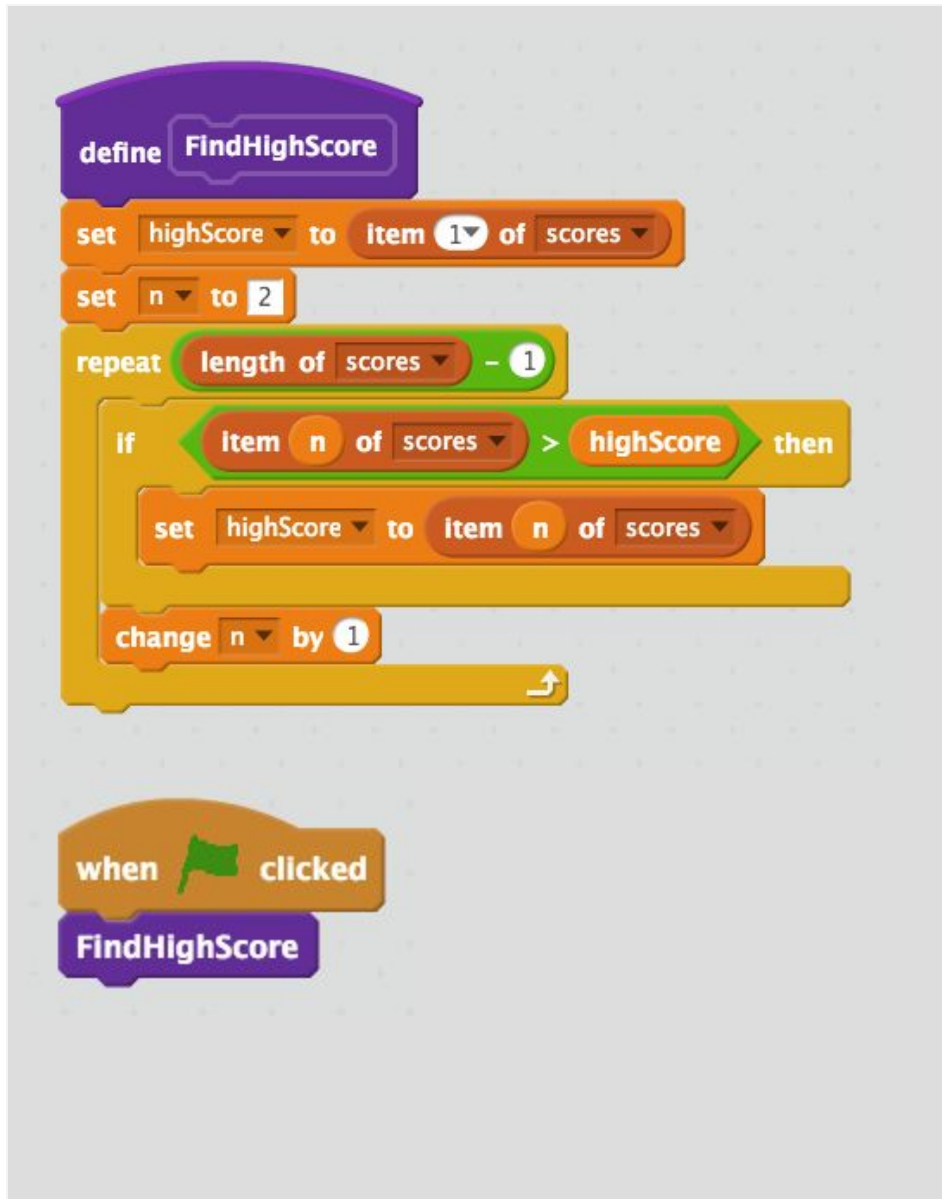 define FindHighScore
set highScore to item 1 of scores
set n to 2
repeat length of scores - 1
if item n of scores > highScore then
set highScore to item n of scores
change n by 1
when clicked
FindHighScore